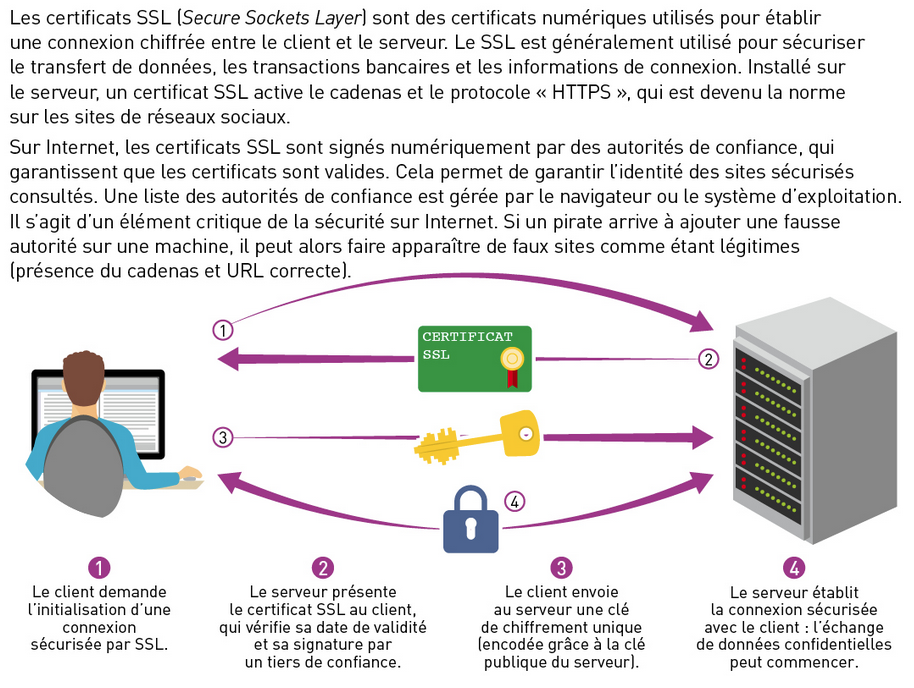 Les certificats SSL (Secure Sockets Layer) sont des certificats numériques utilisés pour établir
une connexion chiffrée entre le client et le serveur. Le SSL est généralement utilisé pour sécuriser
le transfert de données, les transactions bancaires et les informations de connexion. Installé sur
le serveur, un certificat SSL active le cadenas et le protocole « HTTPS », qui est devenu la norme
sur les sites de réseaux sociaux.
Sur Internet, les certificats SSL sont signés numériquement par des autorités de confiance, qui
garantissent que les certificats sont valides. Cela permet de garantir l'identité des sites sécurisés
consultés. Une liste des autorités de confiance est gérée par le navigateur ou le système d'exploitation.
Il s'agit d'un élément critique de la sécurité sur Internet. Si un pirate arrive à ajouter une fausse
autorité sur une machine, il peut alors faire apparaître de faux sites comme étant légitimes
(présence du cadenas et URL correcte).
1
CERTIFICAT
SSL
2
3
4
1
Le client demande
l'initialisation d'une
connexion
sécurisée par SSL.
2
Le serveur présente
le certificat SSL au client,
qui vérifie sa date de validité
et sa signature par
un tiers de confiance.
3
Le client envoie
au serveur une clé
de chiffrement unique
(encodée grâce à la clé
publique du serveur).
4
Le serveur établit
la connexion sécurisée
avec le client : l'échange
de données confidentielles
peut commencer.